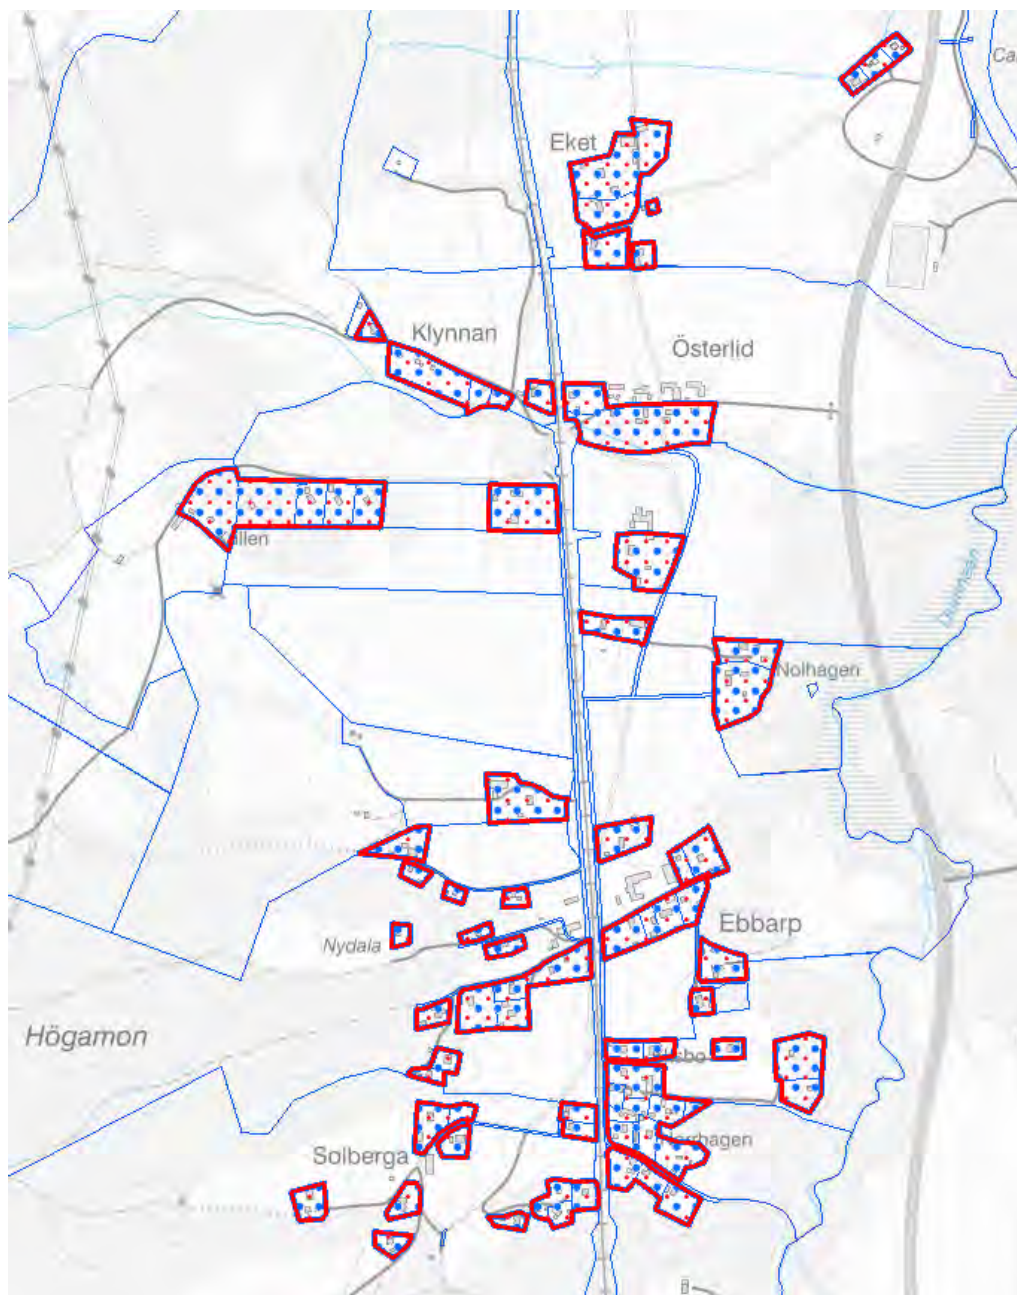 Eket
Klynnan
Österlid
Nolhagen
Ebbarp
Nydala
Högamon
Solberga